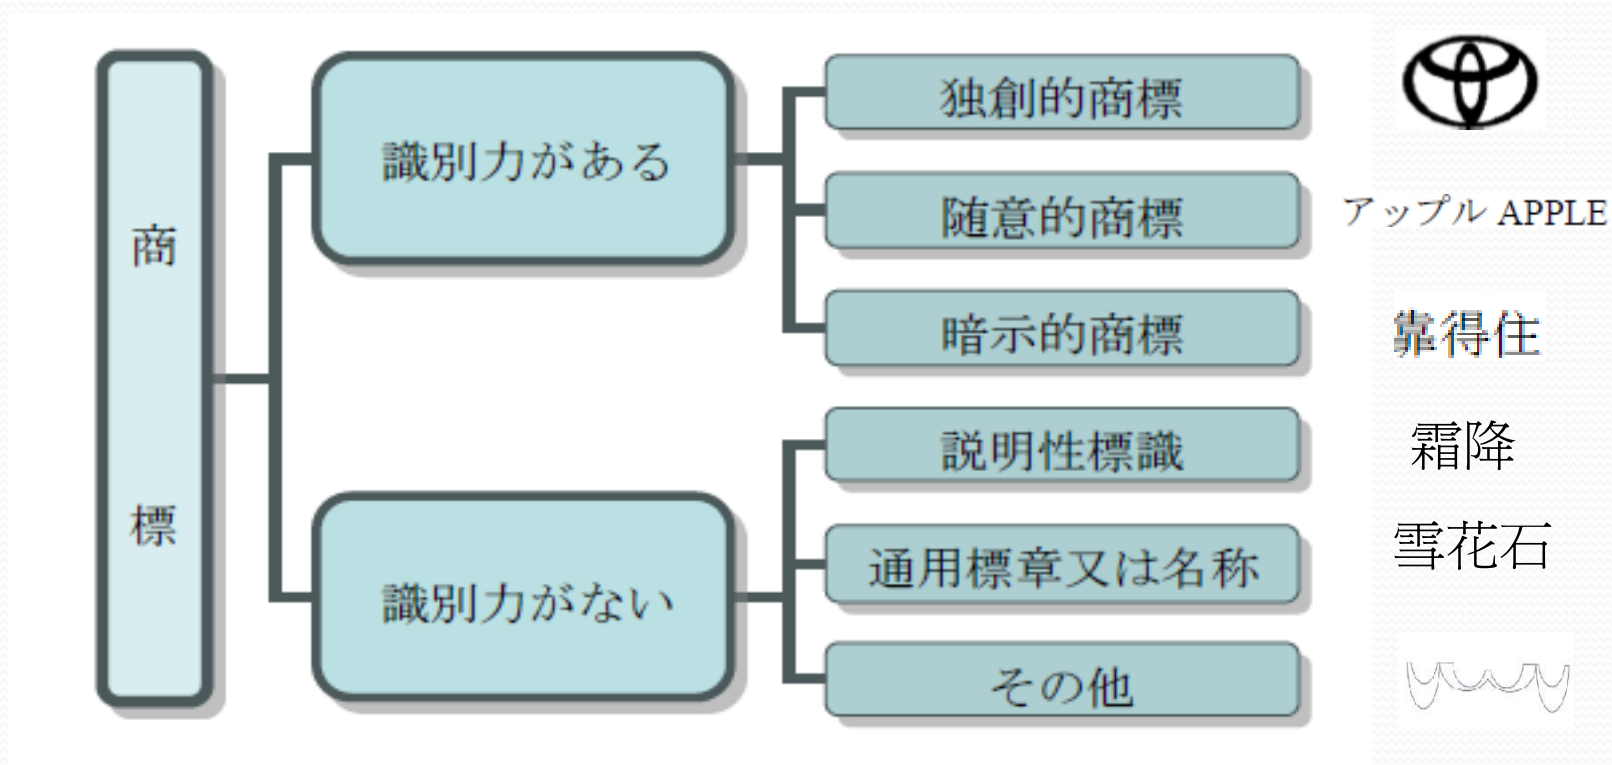 商標
識別力がある
独創的商標
随意的商標
アップル APPLE
暗示的商標
靠得住
識別力がない
説明性標識
霜降
通用標章又は名称
雪花石
その他